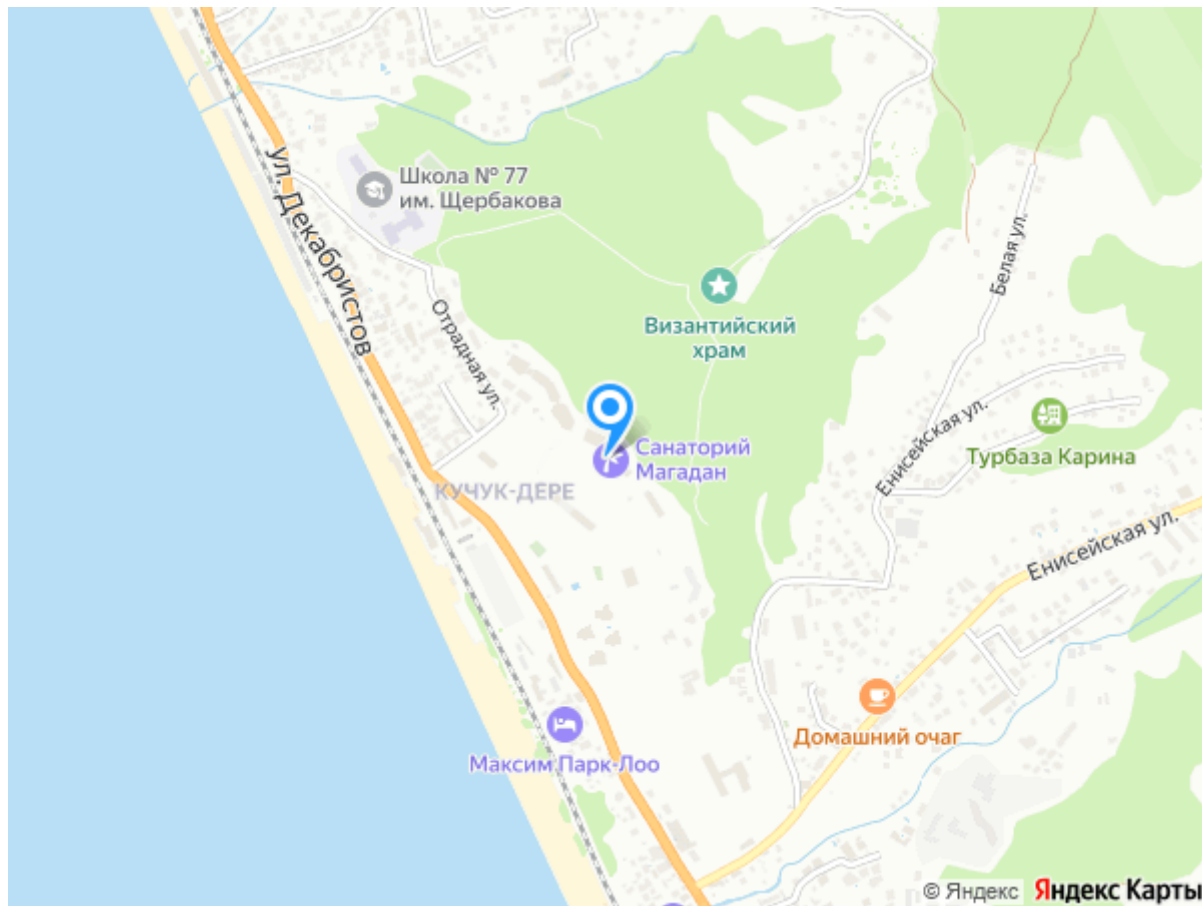 Школа № 77
им. Щербакова
ул. Декабристов
Белая ул.
Византийский
храм
Отрадная ул.
Енисейская ул.
Турбаза Карина
Санаторий
Магадан
КУЧУК-ДЕРЕ
Енисейская ул.
Домашний очаг
Максим Парк-Лоо
© Яндекс Яндекс Карты